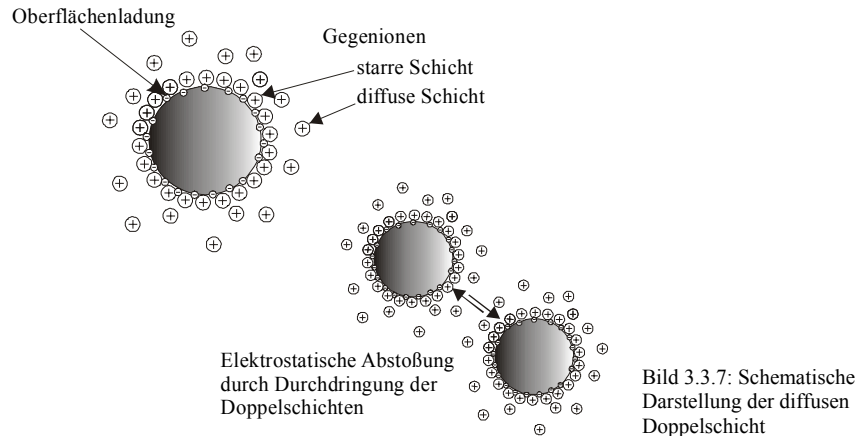 Oberflächenladung
Gegenionen
starre Schicht
diffuse Schicht
Elektrostatische Abstoßung
durch Durchdringung der
Doppelschichten
Bild 3.3.7: Schematische
Darstellung der diffusen
Doppelschicht